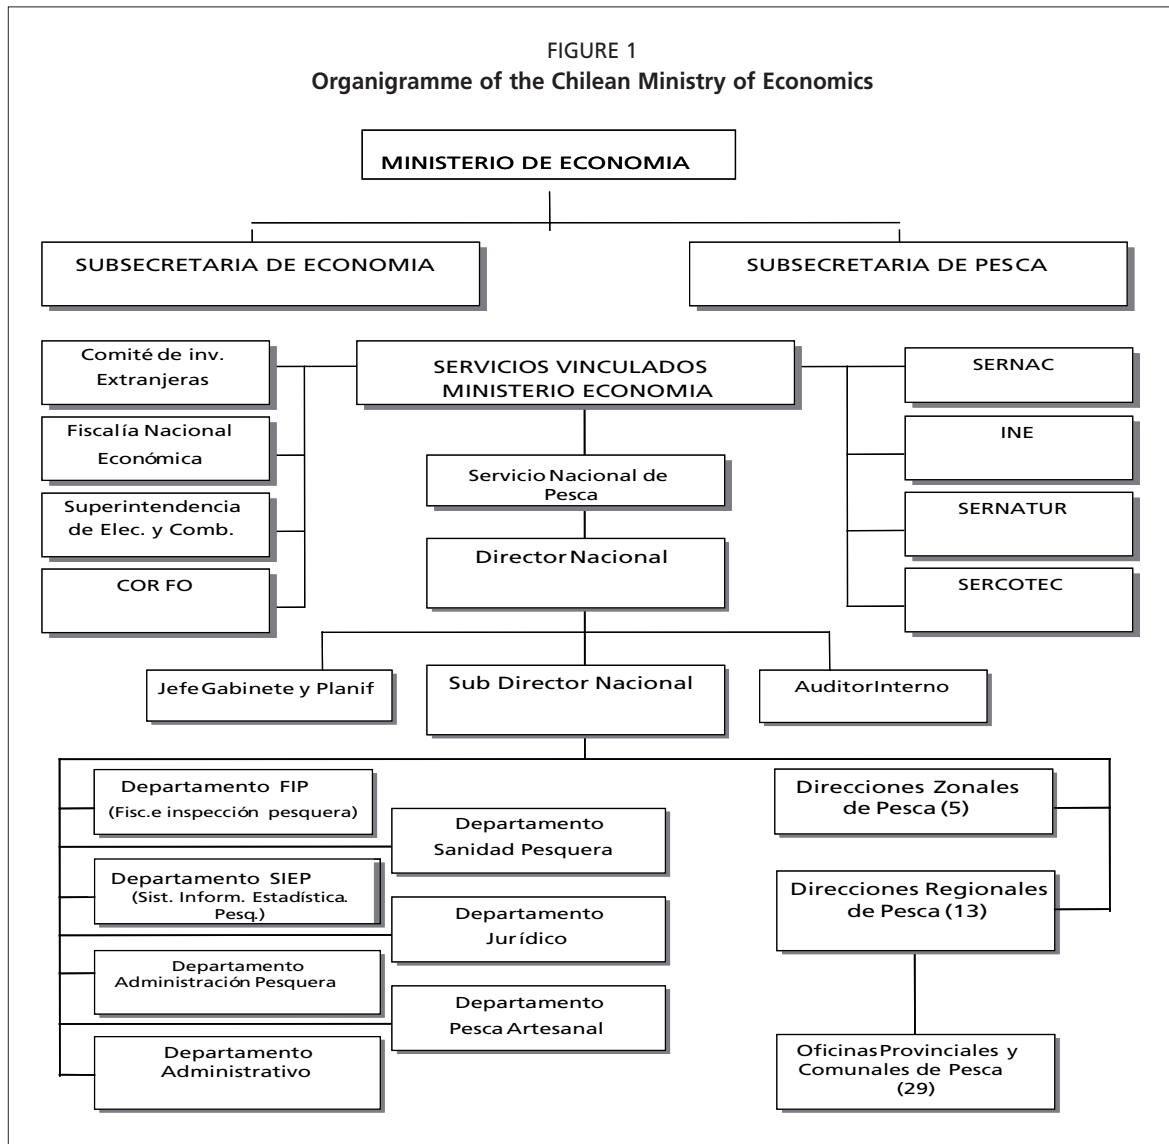 FIGURE 1
Organigramme of the Chilean Ministry of Economics
MINISTERIO DE ECONOMIA
SUBSECRETARIA DE ECONOMIA
SUBSECRETARIA DE PESCA
Comité de inv.
Extranjeras
SERVICIOS VINCULADOS
MINISTERIO ECONOMIA
SERNAC
Fiscalía Nacional
Económica
INE
Servicio Nacional de
Pesca
Superintendencia
de Elec. y Comb.
SERNATUR
Director Nacional
COR FO
SERCOTEC
Jefe Gabinete y Planif
Sub Director Nacional
Auditor Interno
Departamento FIP
(Fisc.e inspección pesquera)
Departamento
Sanidad Pesquera
Departamento SIEP
(Sist. Inform. Estadística.
Pesq.)
Departamento
Jurídico
Departamento
Administración Pesquera
Departamento
Pesca Artesanal
Departamento
Administrativo
Direcciones Zonales
de Pesca (5)
Direcciones Regionales
de Pesca (13)
Oficinas Provinciales y
Comunales de Pesca
(29)